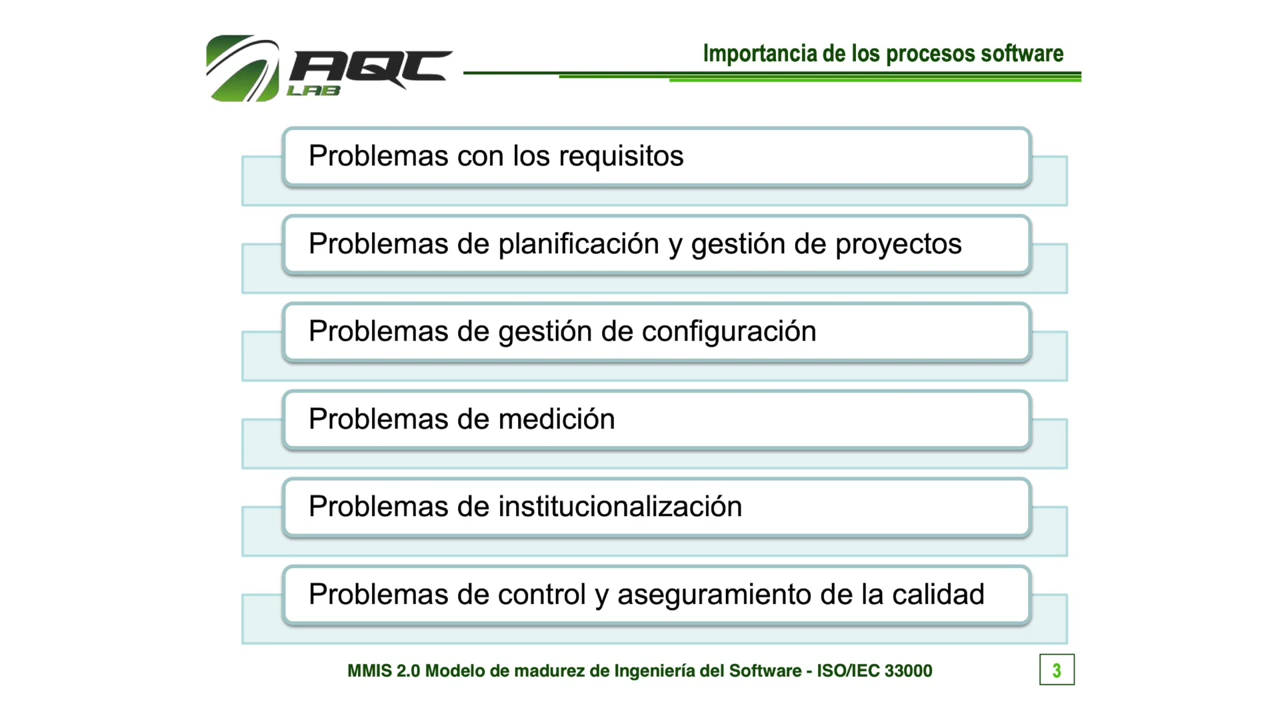 AQC
LAB
Importancia de los procesos software
Problemas con los requisitos
Problemas de planificación y gestión de proyectos
Problemas de gestión de configuración
Problemas de medición
Problemas de institucionalización
Problemas de control y aseguramiento de la calidad
MMIS 2.0 Modelo de madurez de Ingeniería del Software - ISO/IEC 33000
3